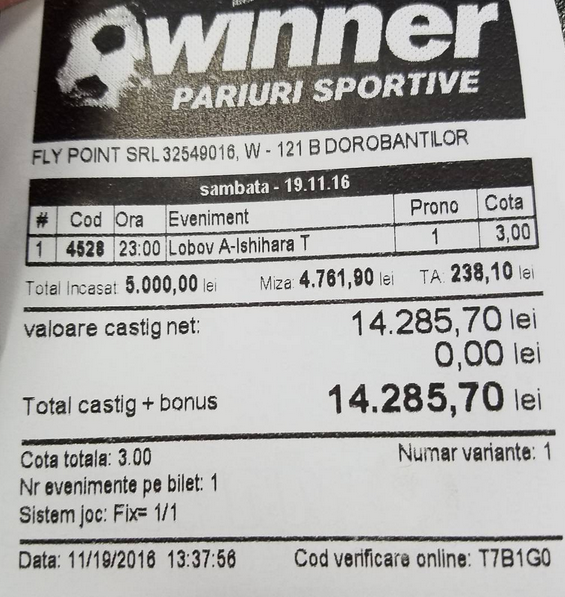 winner
PARIURI SPORTIVE
FLY POINT SRL 32549016, W - 121 B DOROBANTILOR
sambata - 19.11.16
# Cod Ora Eveniment Prono Cota
1 4528 23:00 Lobov A-Ishihara T 1 3,00
Total Incasat 5.000,00 lei Miza: 4.761,90 lei TA: 238,10 lei
valoare castig net: 14.285,70 lei
0,00 lei
Total castig + bonus 14.285,70 lei
Cota totala: 3.00 Numar variante: 1
Nr evenimente pe bilet: 1
Sistem joc: Fix= 1/1
Data: 11/19/2016 13:37:56 Cod verificare online: T7B1G0